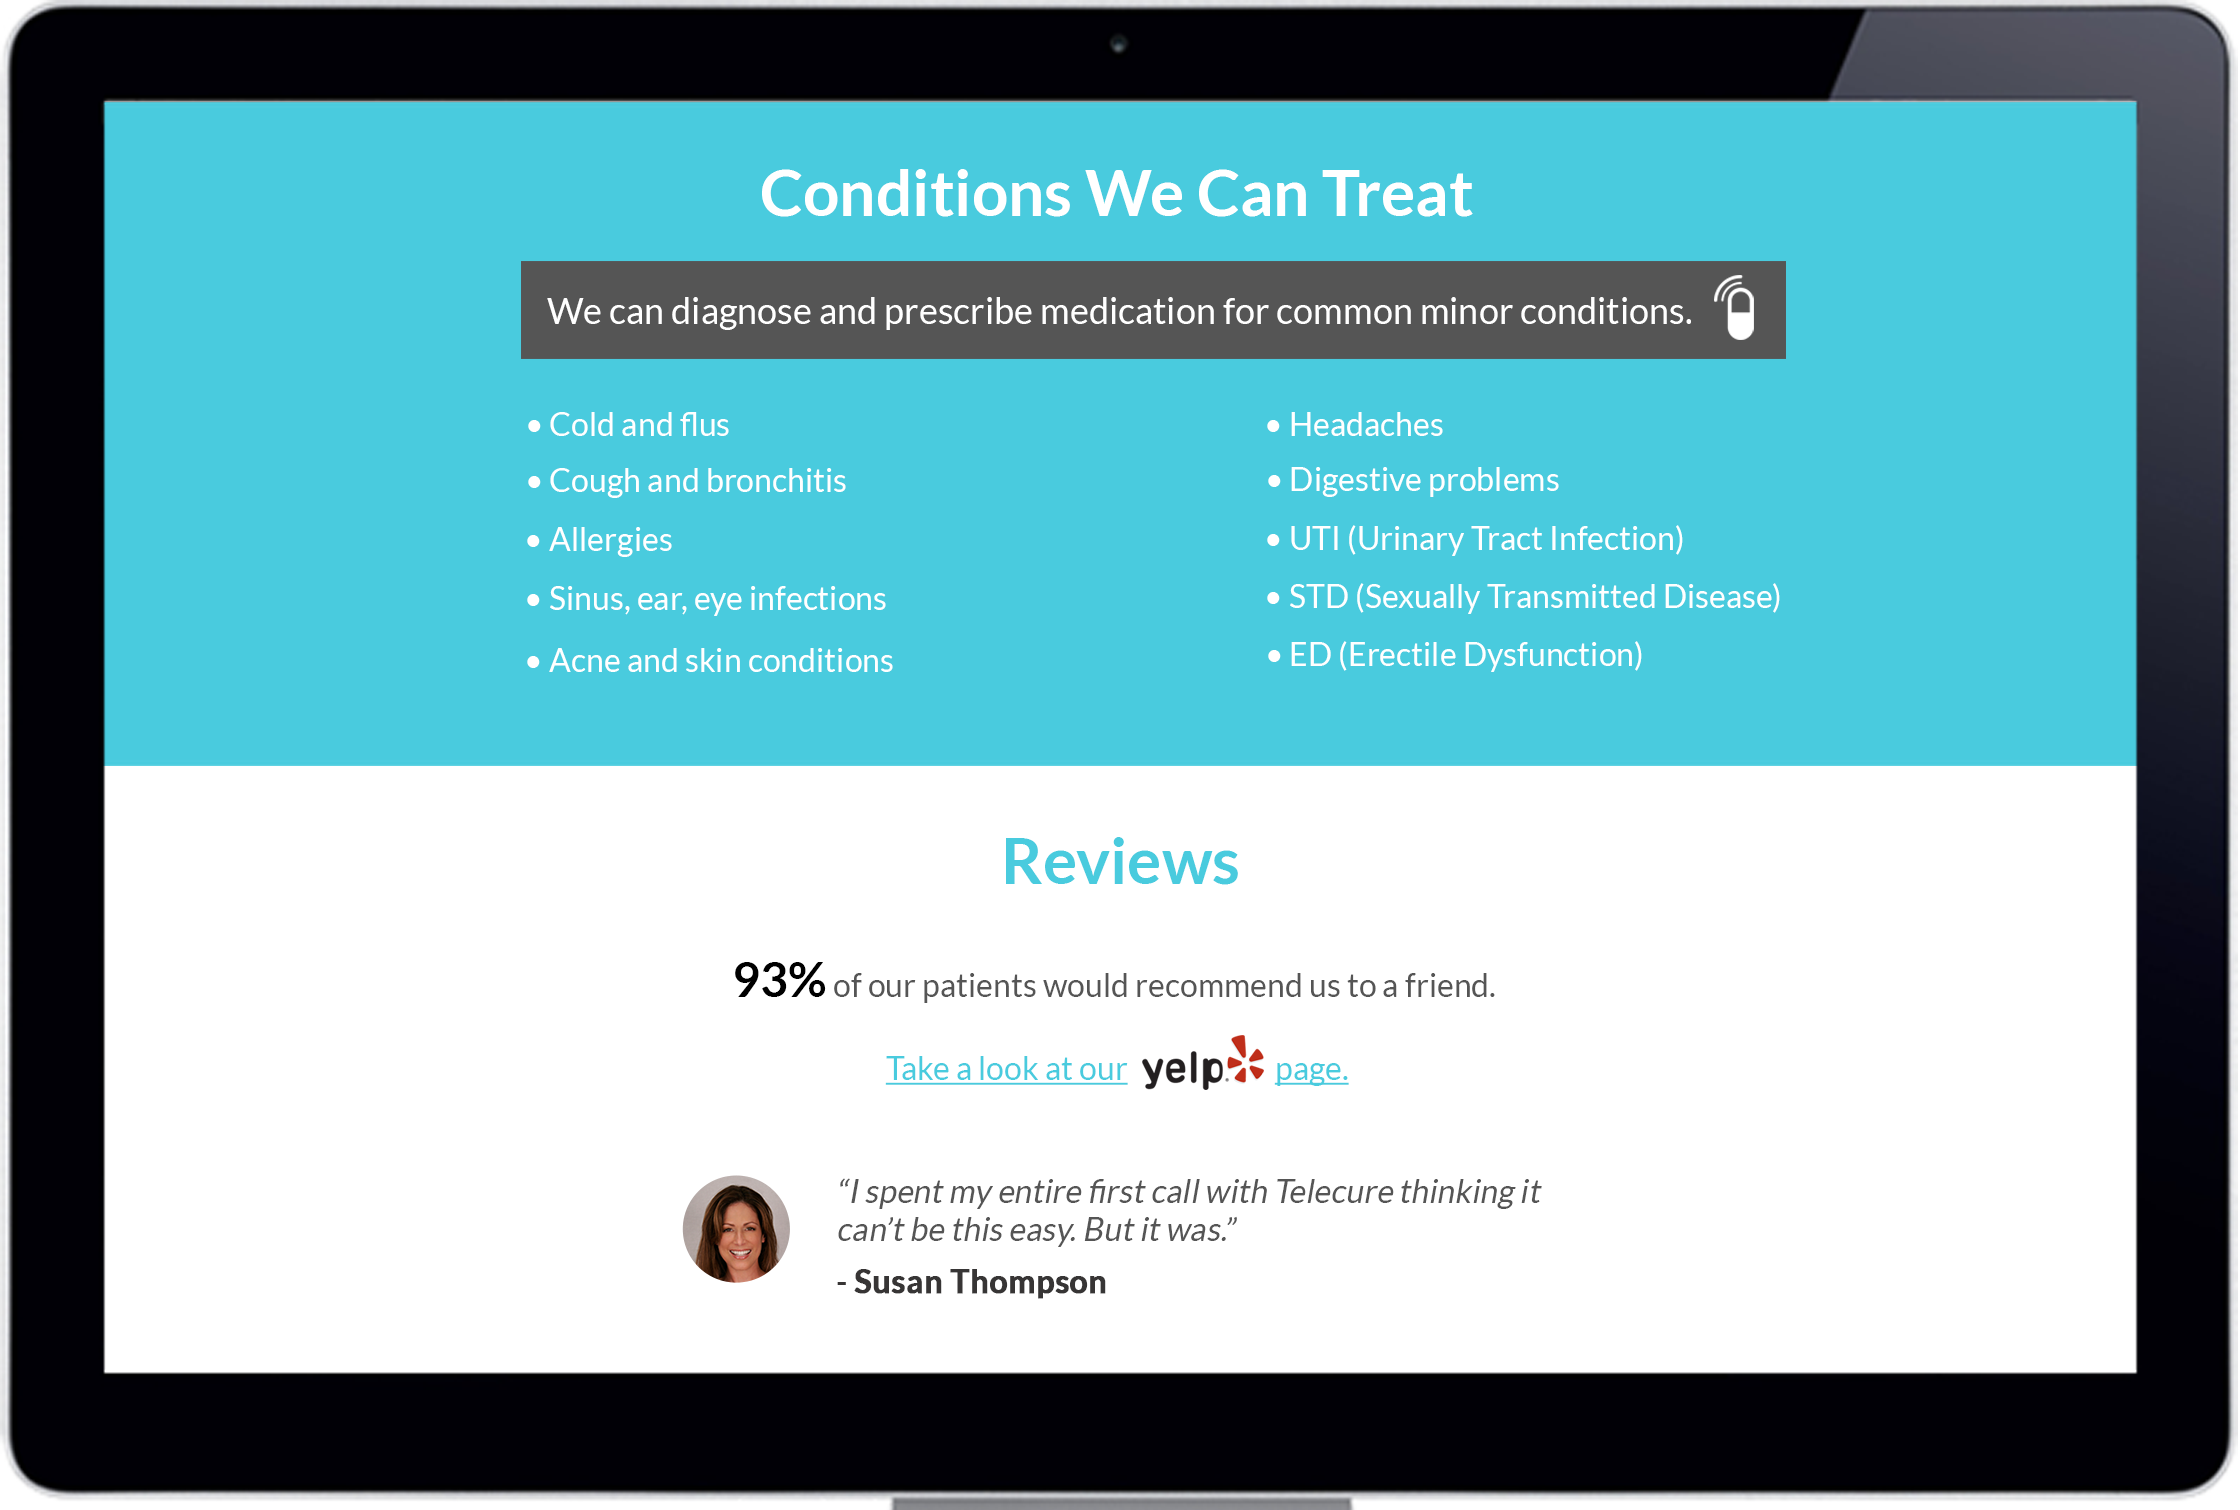 Conditions We Can Treat
We can diagnose and prescribe medication for common minor conditions.
• Cold and flus
• Cough and bronchitis
• Allergies
• Sinus, ear, eye infections
• Acne and skin conditions
• Headaches
• Digestive problems
• UTI (Urinary Tract Infection)
• STD (Sexually Transmitted Disease)
• ED (Erectile Dysfunction)
Reviews
93% of our patients would recommend us to a friend.
Take a look at our yelp page.
“I spent my entire first call with Telecure thinking it
can’t be this easy. But it was.”
- Susan Thompson